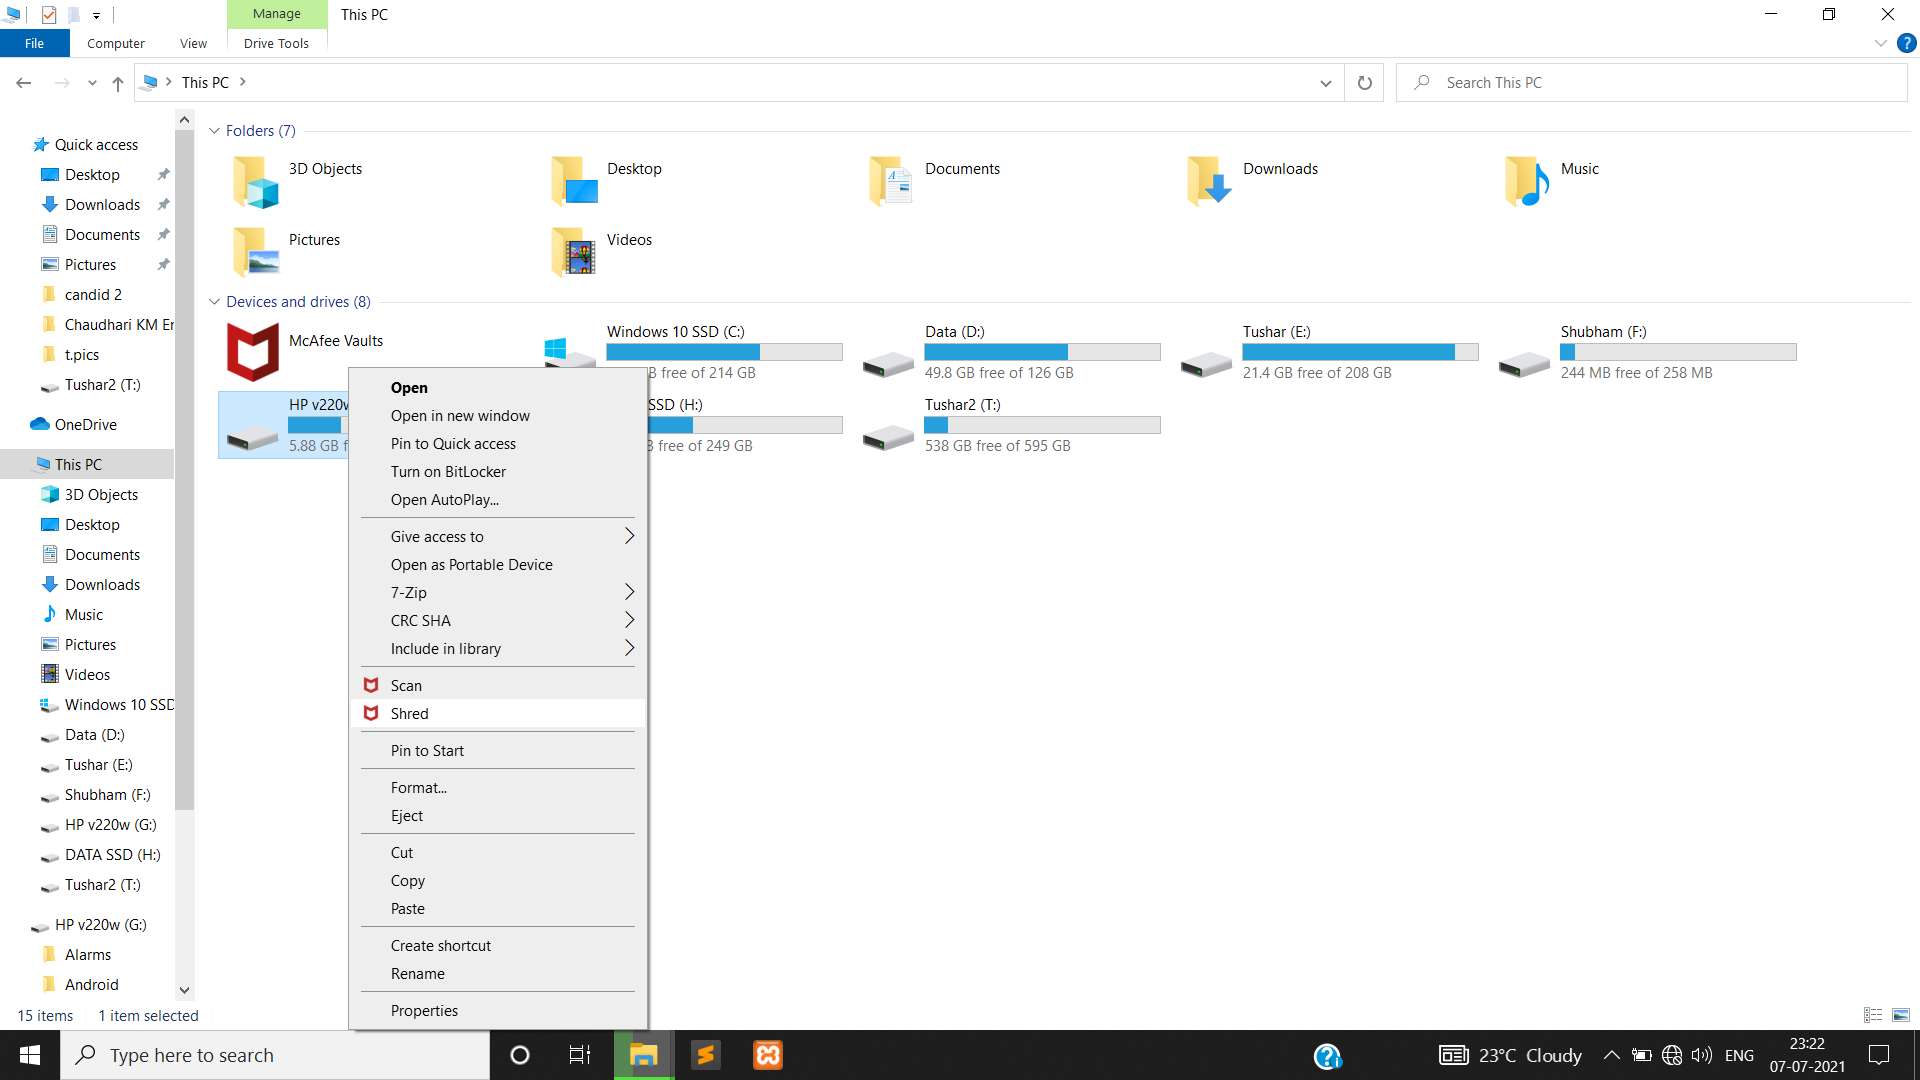 Manage
This PC
File
Computer
View
Drive Tools
This PC
Search This PC
Quick access
Desktop
Downloads
Documents
Pictures
candid 2
Chaudhari KM Er
t.pics
Tushar2 (T:)
OneDrive
This PC
3D Objects
Desktop
Documents
Downloads
Music
Pictures
Videos
Windows 10 SSD
Data (D:)
Tushar (E:)
Shubham (F:)
HP v220w (G:)
DATA SSD (H:)
Tushar2 (T:)
HP v220w (G:)
Alarms
Android
Folders (7)
3D Objects
Desktop
Documents
Downloads
Music
Pictures
Videos
Devices and drives (8)
McAfee Vaults
Windows 10 SSD (C:)
B free of 214 GB
Data (D:)
49.8 GB free of 126 GB
Tushar (E:)
21.4 GB free of 208 GB
Shubham (F:)
244 MB free of 258 MB
HP v220w
5.88 GB f
SSD (H:)
free of 249 GB
Tushar2 (T:)
538 GB free of 595 GB
Open
Open in new window
Pin to Quick access
Turn on BitLocker
Open AutoPlay...
Give access to
Open as Portable Device
7-Zip
CRC SHA
Include in library
Scan
Shred
Pin to Start
Format...
Eject
Cut
Copy
Paste
Create shortcut
Rename
Properties
15 items
1 item selected
Type here to search
23°C Cloudy
ENG
23:22
07-07-2021